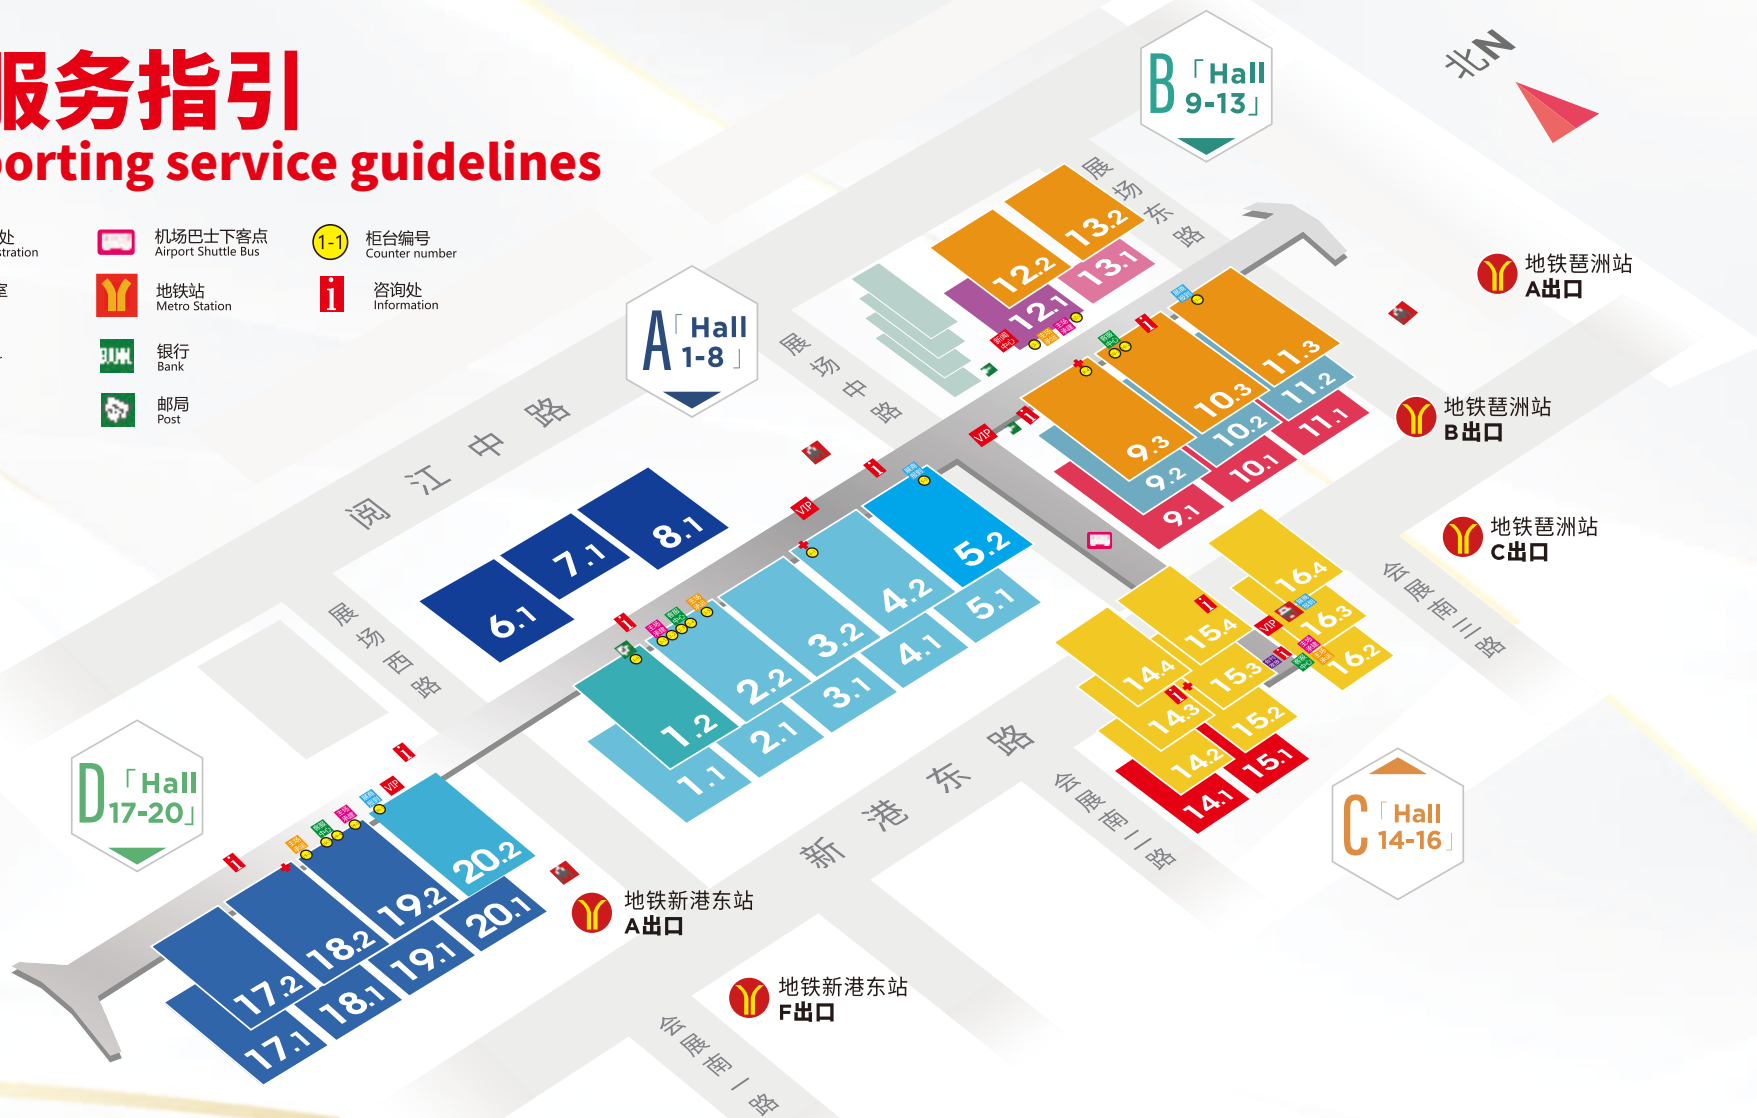 服务指引
porting service guidelines
处
stration
室
机场巴士下客点
Airport Shuttle Bus
柜台编号
Counter number
1-1
地铁站
Metro Station
咨询处
Information
银行
Bank
邮局
Post
北N
B「Hall
9-13」
A「Hall
1-8」
D「Hall
17-20」
C「Hall
14-16」
阅江中路
展场东路
展场中路
展场西路
新港东路
会展南三路
会展南二路
会展南一路
地铁琶洲站
A出口
地铁琶洲站
B出口
地铁琶洲站
C出口
地铁新港东站
A出口
地铁新港东站
F出口
13.2
12.2
13.1
12.1
11.3
10.3
9.3
11.2
10.2
9.2
11.1
10.1
9.1
8.1
7.1
6.1
5.2
4.2
3.2
2.2
1.2
5.1
4.1
3.1
2.1
1.1
16.4
16.3
16.2
15.4
15.3
15.2
15.1
14.4
14.3
14.2
14.1
20.2
19.2
18.2
17.2
20.1
19.1
18.1
17.1
VIP
VIP
VIP
VIP